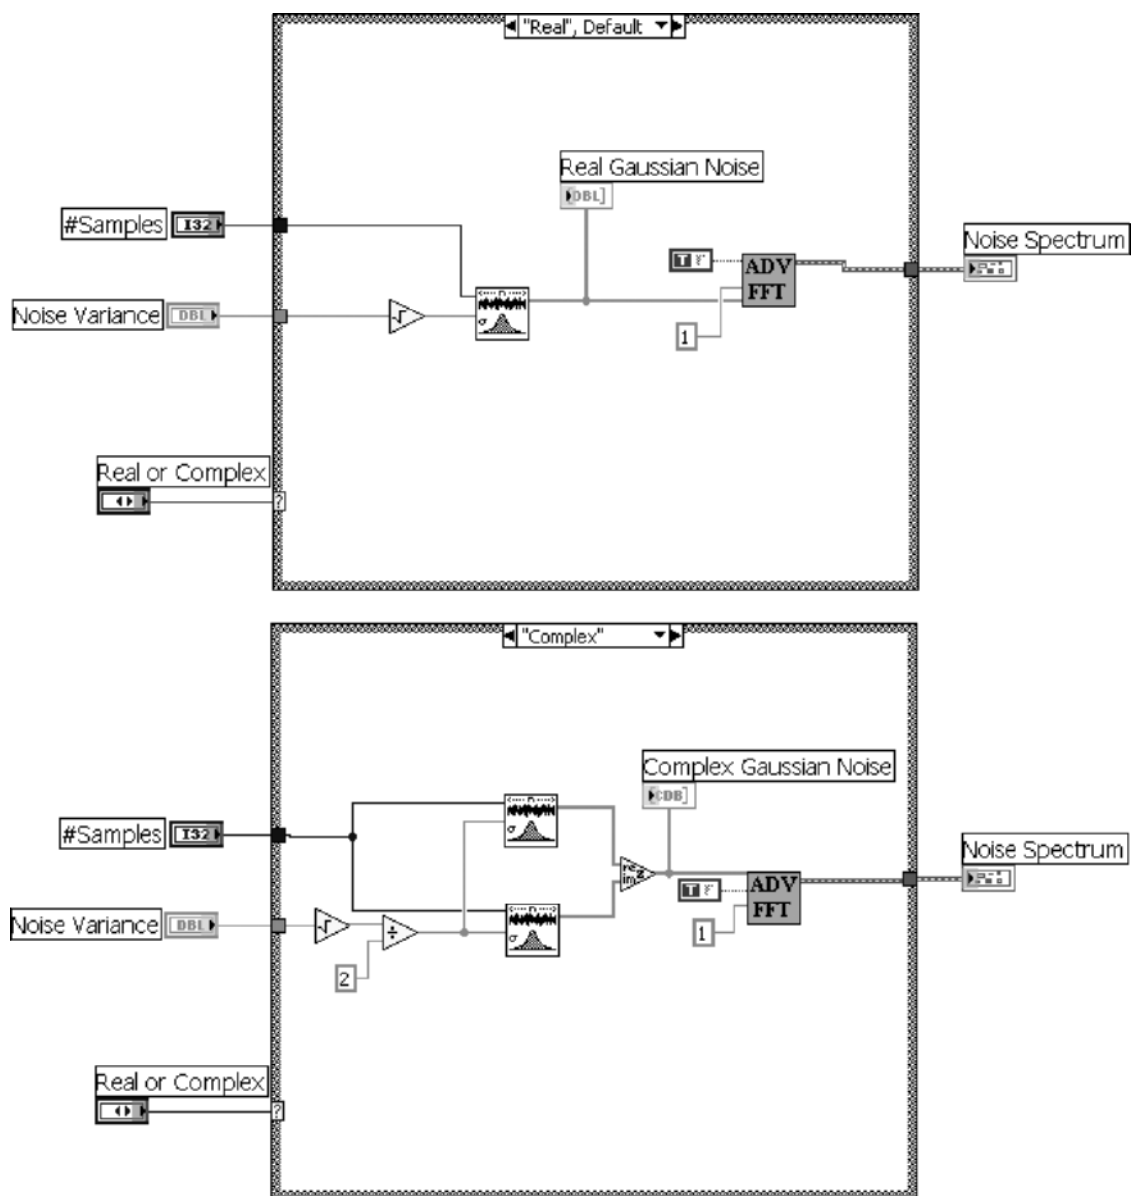 "Real", Default
Real Gaussian Noise
DBL]
#Samples I32
Noise Spectrum
T F
ADV
FFT
Noise Variance DBL
σ
1
Real or Complex
?
"Complex"
Complex Gaussian Noise
CDB]
#Samples I32
σ
Noise Spectrum
re
im z
T F
ADV
FFT
Noise Variance DBL
÷
σ
1
2
Real or Complex
?